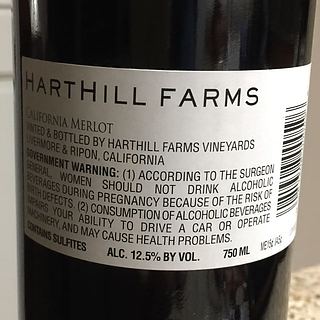 HARTHILL FARMS
CALIFORNIA MERLOT
VINTED & BOTTLED BY HARTHILL FARMS VINEYARDS
LIVERMORE & RIPON, CALIFORNIA
GOVERNMENT WARNING: (1) ACCORDING TO THE SURGEON
GENERAL, WOMEN SHOULD NOT DRINK ALCOHOLIC
BEVERAGES DURING PREGNANCY BECAUSE OF THE RISK OF
BIRTH DEFECTS. (2) CONSUMPTION OF ALCOHOLIC BEVERAGES
IMPAIRS YOUR ABILITY TO DRIVE A CAR OR OPERATE
MACHINERY, AND MAY CAUSE HEALTH PROBLEMS.
CONTAINS SULFITES ALC. 12.5% BY VOL. 750 ML